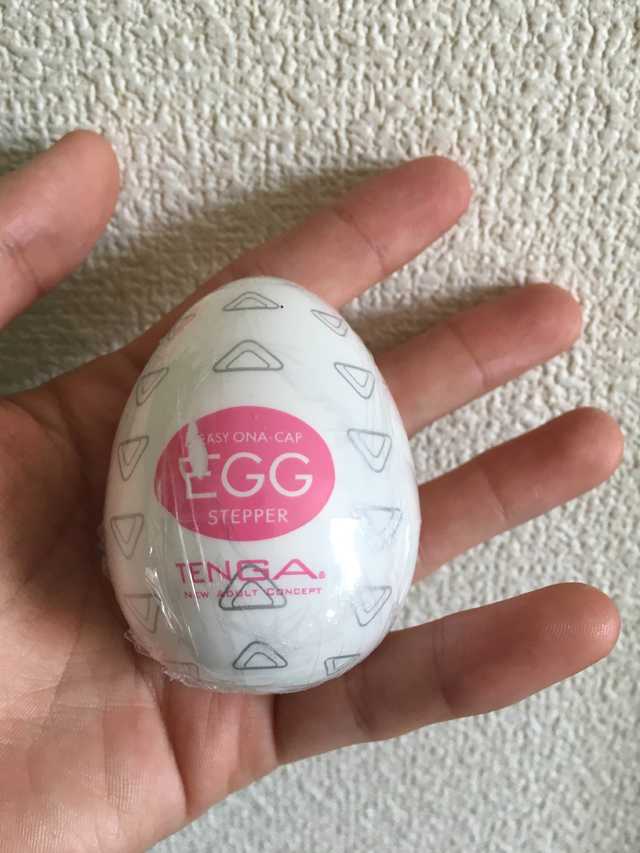 EASY ONA-CAP
EGG
STEPPER
TENGA®
NEW ADULT CONCEPT